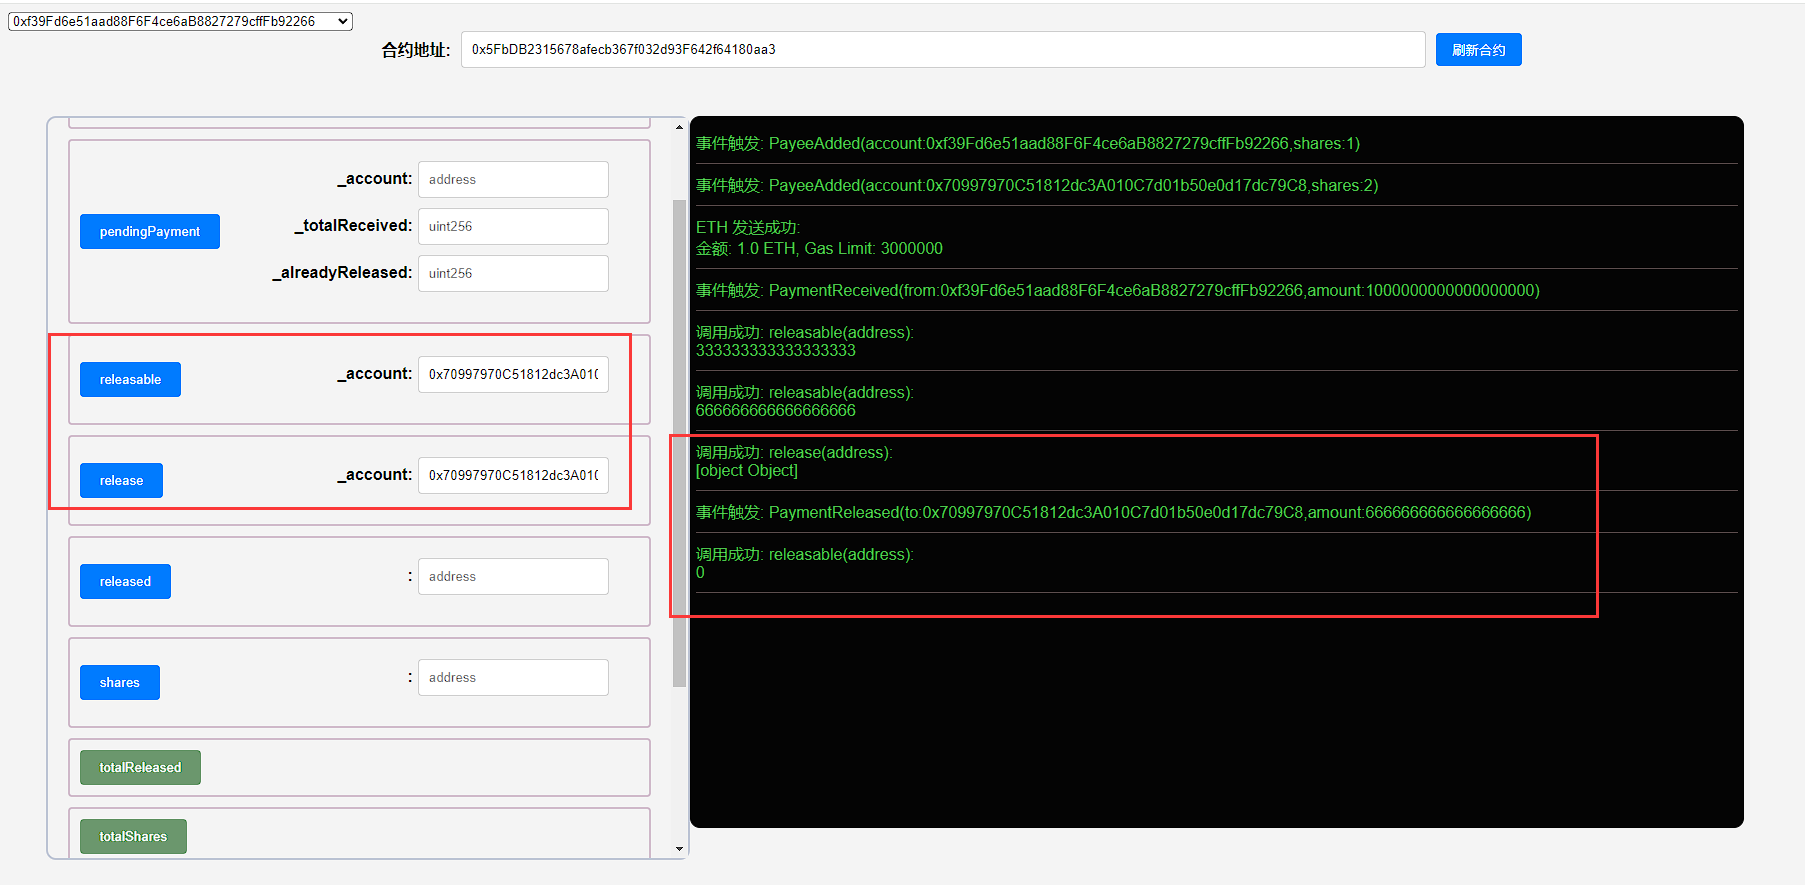 0xf39Fd6e51aad88F6F4ce6aB8827279cffFb92266
合约地址: 0x5FbDB2315678afecb367f032d93F642f64180aa3 刷新合约
_account: address
pendingPayment _totalReceived: uint256
_alreadyReleased: uint256
releasable _account: 0x70997970C51812dc3A010
release _account: 0x70997970C51812dc3A010
released : address
shares : address
totalReleased
totalShares
事件触发: PayeeAdded(account:0xf39Fd6e51aad88F6F4ce6aB8827279cffFb92266,shares:1)
事件触发: PayeeAdded(account:0x70997970C51812dc3A010C7d01b50e0d17dc79C8,shares:2)
ETH 发送成功:
金额: 1.0 ETH, Gas Limit: 3000000
事件触发: PaymentReceived(from:0xf39Fd6e51aad88F6F4ce6aB8827279cffFb92266,amount:1000000000000000000)
调用成功: releasable(address):
333333333333333333
调用成功: releasable(address):
666666666666666666
调用成功: release(address):
[object Object]
事件触发: PaymentReleased(to:0x70997970C51812dc3A010C7d01b50e0d17dc79C8,amount:666666666666666666)
调用成功: releasable(address):
0